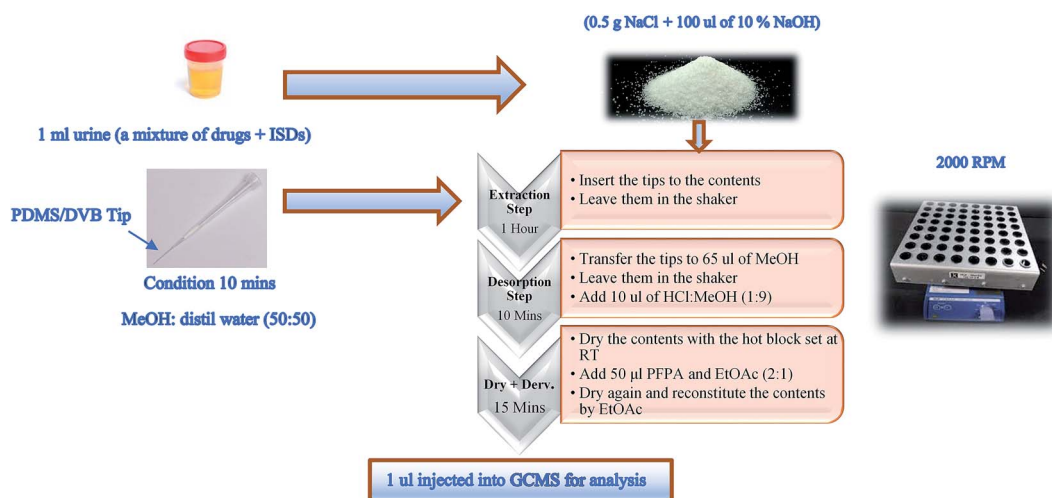 (0.5 g NaCl + 100 ul of 10 % NaOH)
1 ml urine (a mixture of drugs + ISDs)
PDMS/DVB Tip
Condition 10 mins
MeOH: distil water (50:50)
Extraction
Step
1 Hour
• Insert the tips to the contents
• Leave them in the shaker
2000 RPM
Desorption
Step
10 Mins
• Transfer the tips to 65 ul of MeOH
• Leave them in the shaker
• Add 10 ul of HCl:MeOH (1:9)
Dry + Derv.
15 Mins
• Dry the contents with the hot block set at
RT
• Add 50 μl PFPA and EtOAc (2:1)
• Dry again and reconstitute the contents
by EtOAc
1 ul injected into GCMS for analysis